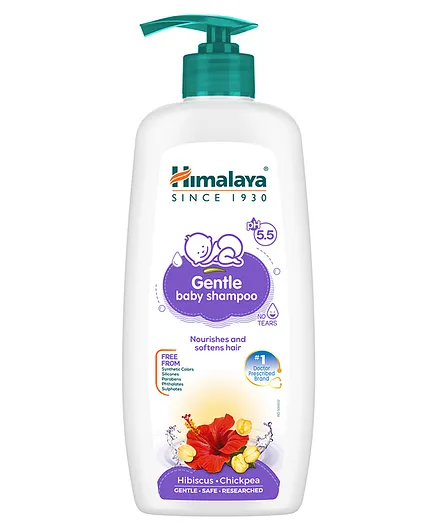 Himalaya®
SINCE 1930
pH
5.5
Gentle
baby shampoo
NO
TEARS
Nourishes and
softens hair
FREE
FROM
Synthetic Colors
Silicones
Parabens
Phthalates
Sulphates
#1
Doctor
Prescribed
Brand
Hibiscus • Chickpea
GENTLE • SAFE • RESEARCHED